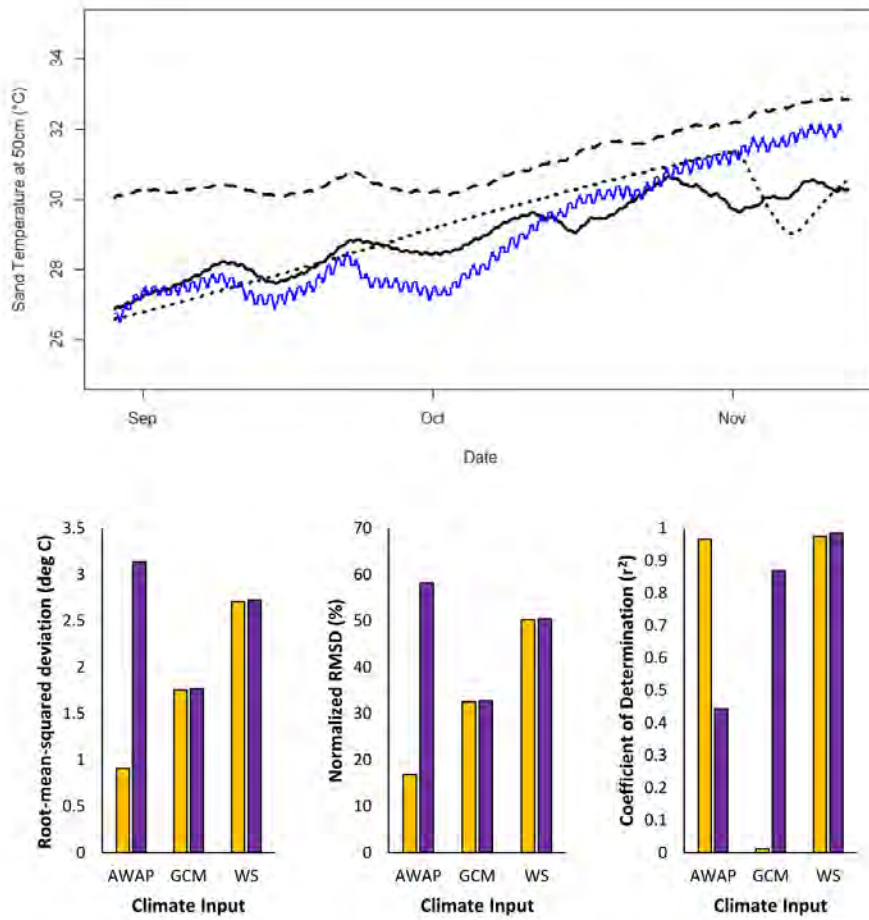 Sand Temperature at 50cm (°C)
34
32
30
28
26
Sep
Oct
Nov
Date
Root-mean-squared deviation (deg C)
3.5
3
2.5
2
1.5
1
0.5
0
AWAP GCM WS
Climate Input
Normalized RMSD (%)
70
60
50
40
30
20
10
0
AWAP GCM WS
Climate Input
Coefficient of Determination (r²)
1
0.9
0.8
0.7
0.6
0.5
0.4
0.3
0.2
0.1
0
AWAP GCM WS
Climate Input